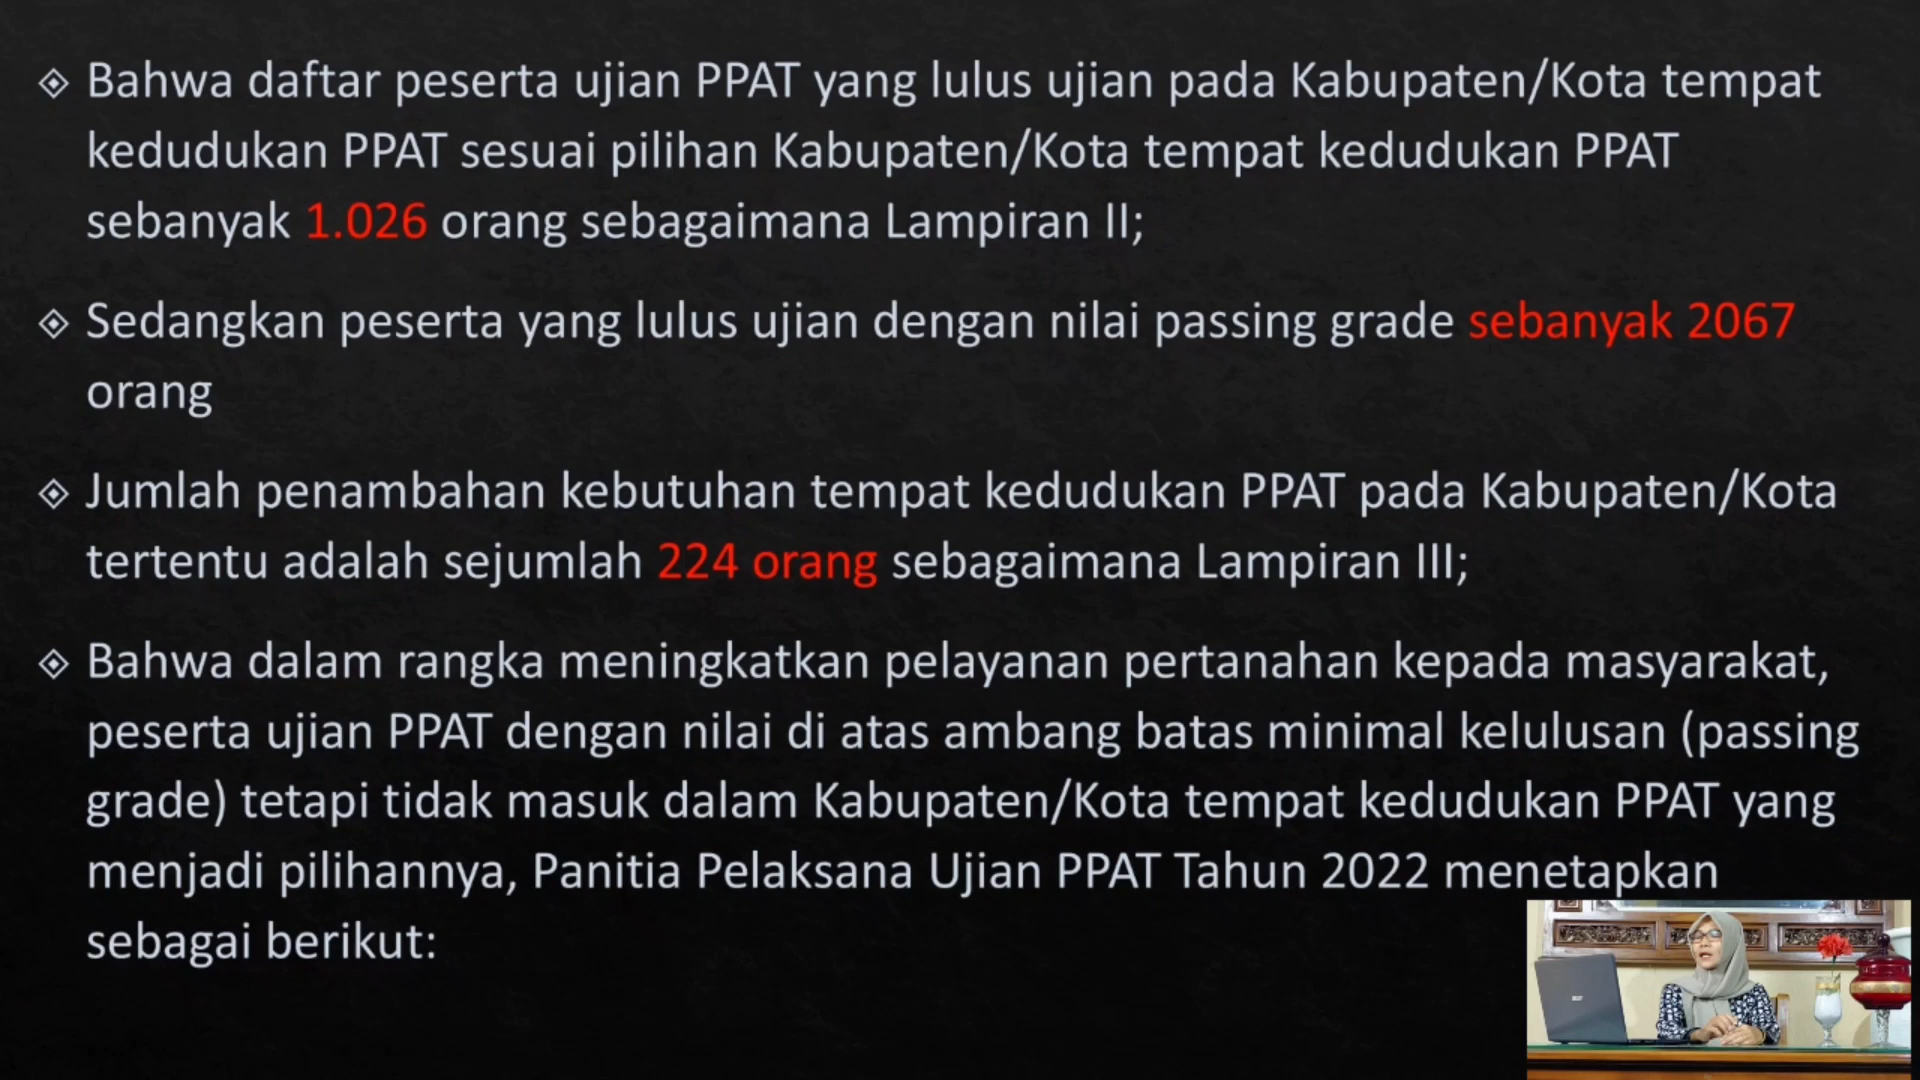 Bahwa daftar peserta ujian PPAT yang lulus ujian pada Kabupaten/Kota tempat
kedudukan PPAT sesuai pilihan Kabupaten/Kota tempat kedudukan PPAT
sebanyak 1.026 orang sebagaimana Lampiran II;
Sedangkan peserta yang lulus ujian dengan nilai passing grade sebanyak 2067
orang
Jumlah penambahan kebutuhan tempat kedudukan PPAT pada Kabupaten/Kota
tertentu adalah sejumlah 224 orang sebagaimana Lampiran III;
Bahwa dalam rangka meningkatkan pelayanan pertanahan kepada masyarakat,
peserta ujian PPAT dengan nilai di atas ambang batas minimal kelulusan (passing
grade) tetapi tidak masuk dalam Kabupaten/Kota tempat kedudukan PPAT yang
menjadi pilihannya, Panitia Pelaksana Ujian PPAT Tahun 2022 menetapkan
sebagai berikut: